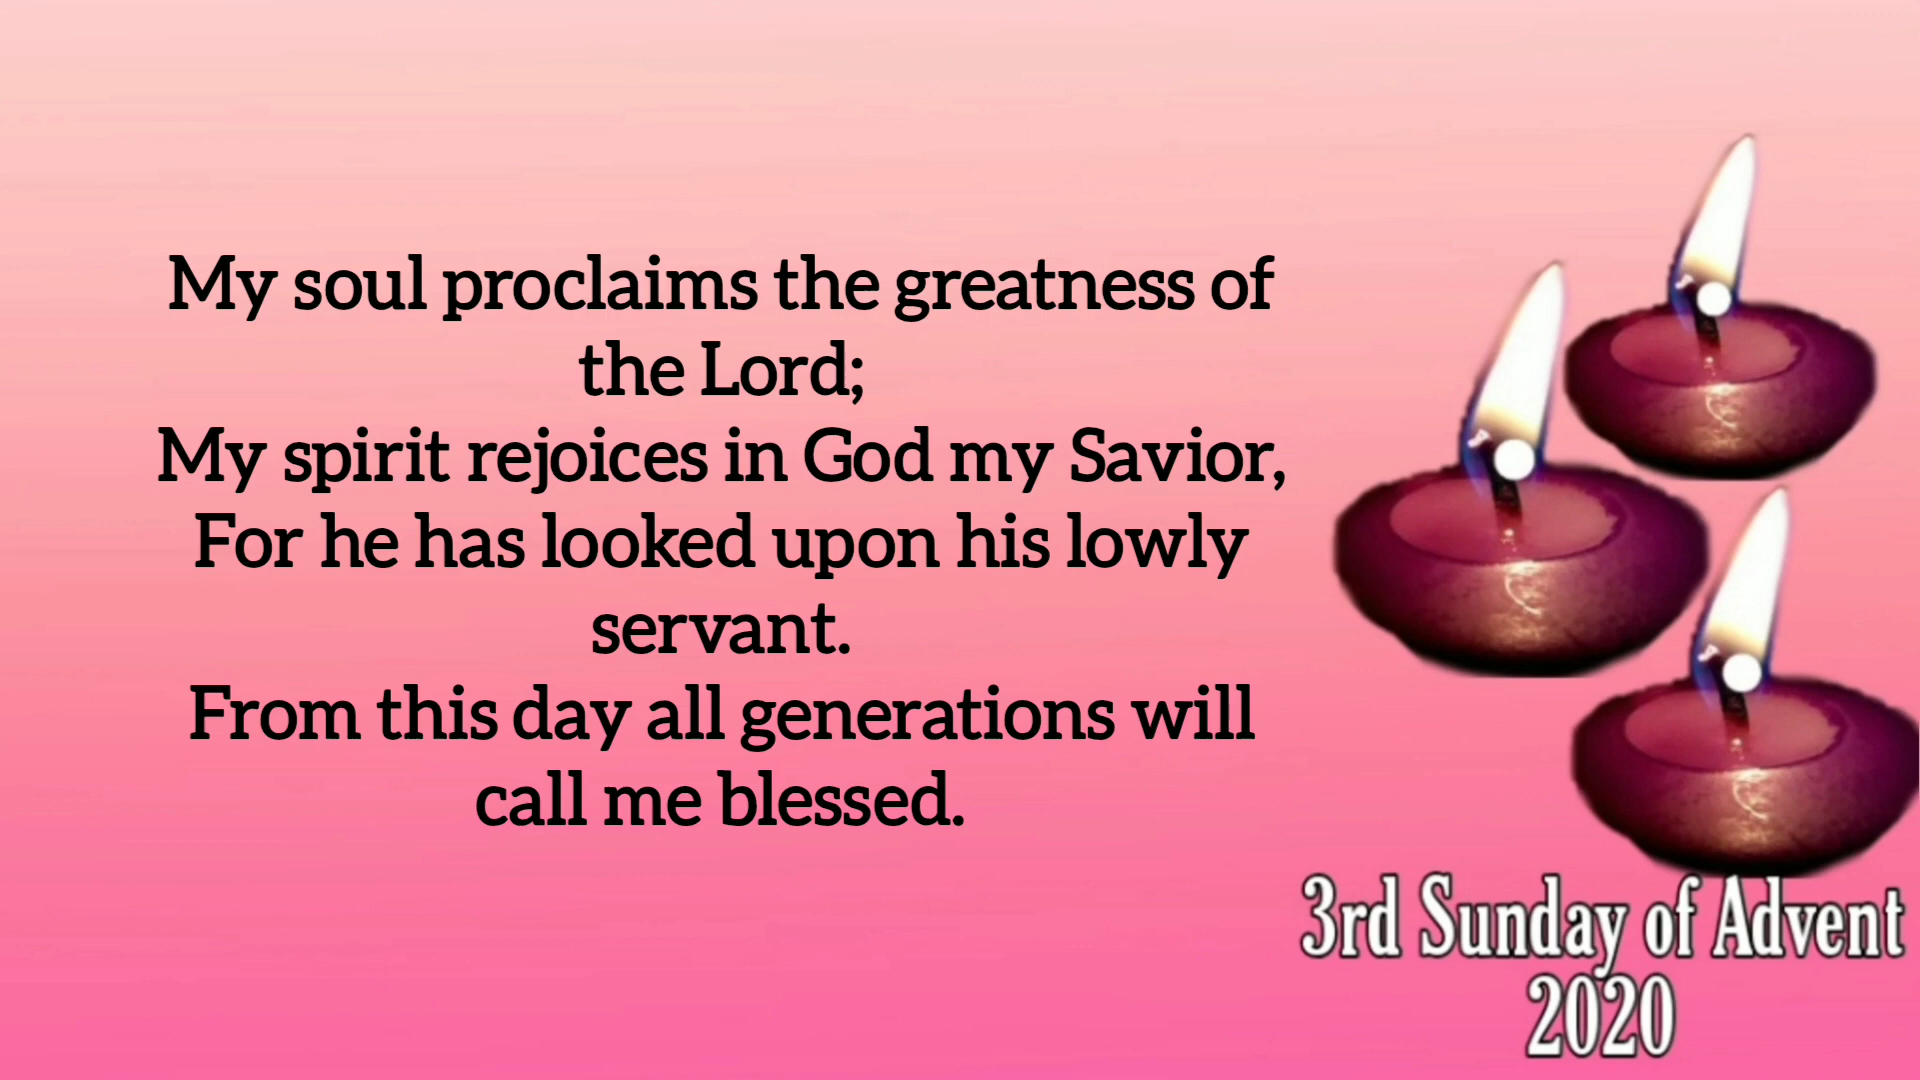 My soul proclaims the greatness of
the Lord;
My spirit rejoices in God my Savior,
For he has looked upon his lowly
servant.
From this day all generations will
call me blessed.
3rd Sunday of Advent
2020